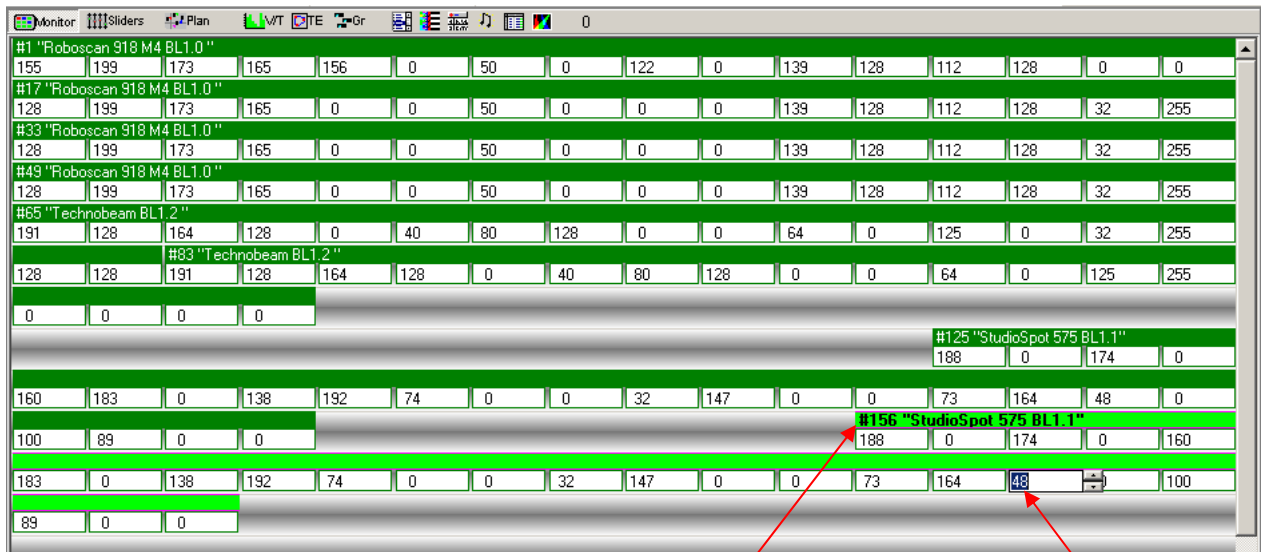 Monitor Sliders Plan V/T TE Gr 0
#1 "Roboscan 918 M4 BL1.0 "
155 199 173 165 156 0 50 0 122 0 139 128 112 128 0 0
#17 "Roboscan 918 M4 BL1.0 "
128 199 173 165 0 0 50 0 0 0 139 128 112 128 32 255
#33 "Roboscan 918 M4 BL1.0 "
128 199 173 165 0 0 50 0 0 0 139 128 112 128 32 255
#49 "Roboscan 918 M4 BL1.0 "
128 199 173 165 0 0 50 0 0 0 139 128 112 128 32 255
#65 "Technobeam BL1.2 "
191 128 164 128 0 40 80 128 0 0 64 0 125 0 32 255
#83 "Technobeam BL1.2 "
128 128 191 128 164 128 0 40 80 128 0 0 64 0 125 255
0 0 0 0
#125 "StudioSpot 575 BL1.1"
188 0 174 0
160 183 0 138 192 74 0 0 32 147 0 0 73 164 48 0
#156 "StudioSpot 575 BL1.1"
100 89 0 0 188 0 174 0 160
183 0 138 192 74 0 0 32 147 0 0 73 164 48 100
89 0 0